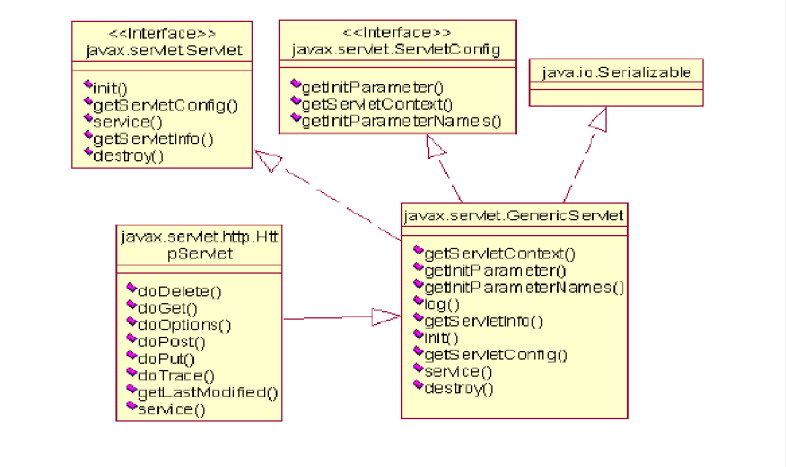 <<Interface>>
javax.servlet.Servlet
init()
getServletConfig()
service()
getServletInfo()
destroy()
<<Interface>>
javax.servlet.ServletConfig
getInitParameter()
getServletContext()
getInitParameterNames()
java.io.Serializable
javax.servlet.http.Htt
pServlet
doDelete()
doGet()
doOptions()
doPost()
doPut()
doTrace()
getLastModified()
service()
javax.servlet.GenericServlet
getServletContext()
getInitParameter()
getInitParameterNames()
log()
getServletInfo()
init()
getServletConfig()
service()
destroy()